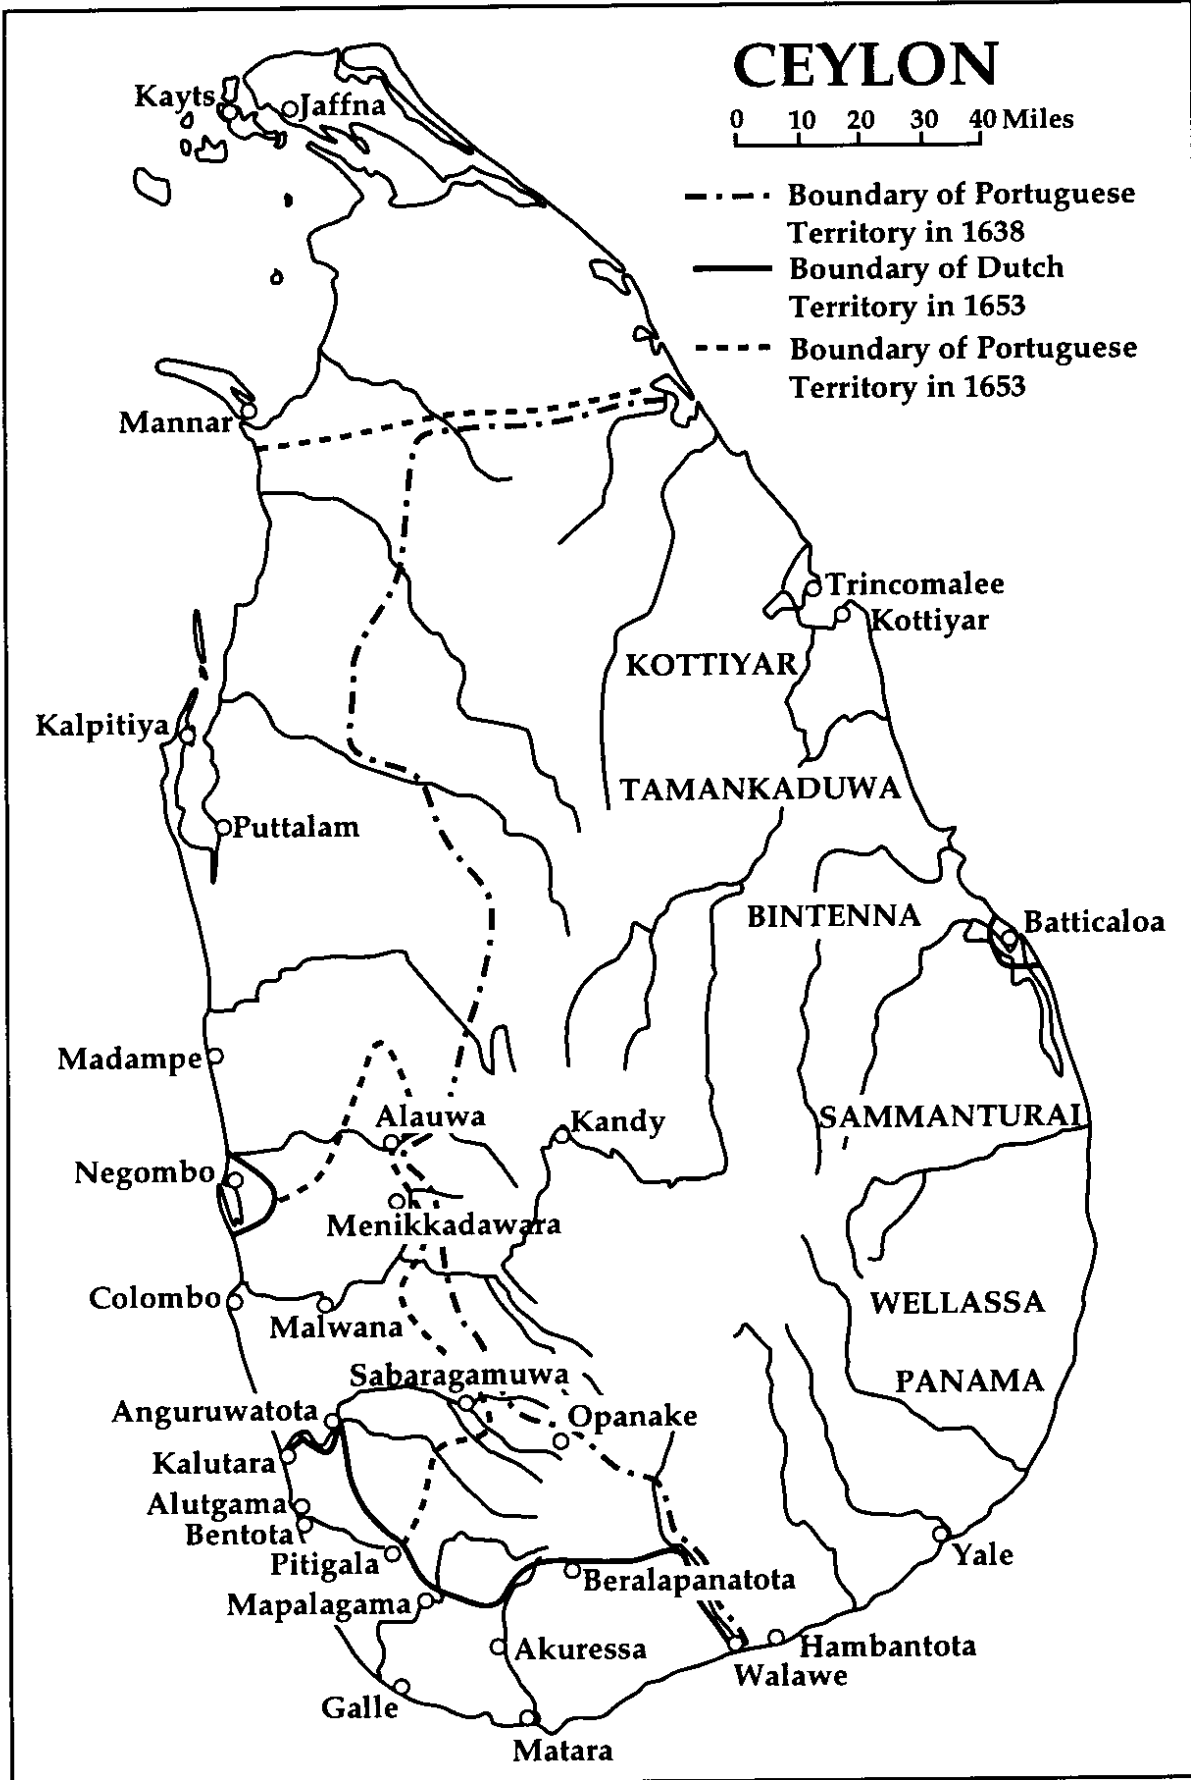 CEYLON
0 10 20 30 40 Miles
Boundary of Portuguese
Territory in 1638
Boundary of Dutch
Territory in 1653
Boundary of Portuguese
Territory in 1653
Kayts
Jaffna
Mannar
Trincomalee
Kottiyar
KOTTIYAR
Kalpitiya
TAMANKADUWA
Puttalam
BINTENNA
Batticaloa
Madampe
Alauwa
Kandy
SAMMANTURAI
Negombo
Menikkadawara
Colombo
Malwana
WELLASSA
Sabaragamuwa
PANAMA
Anguruwatota
Opanake
Kalutara
Alutgama
Bentota
Pitigala
Yale
Beralapanatota
Mapalagama
Akuressa
Hambantota
Walawe
Galle
Matara